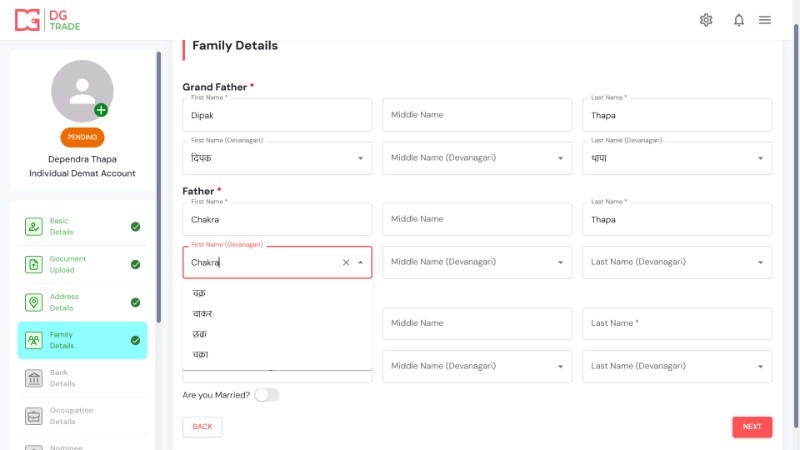 DG
TRADE
Family Details
PENDING
Dependra Thapa
Individual Demat Account
Basic
Details
Document
Upload
Address
Details
Family
Details
Bank
Details
Occupation
Details
Nominee
Grand Father *
First Name *
Dipak
Middle Name
Last Name *
Thapa
First Name (Devanagari)
दिपक
Middle Name (Devanagari)
Last Name (Devanagari)
थापा
Father *
First Name *
Chakra
Middle Name
Last Name *
Thapa
First Name (Devanagari)
Chakra
Middle Name (Devanagari)
Last Name (Devanagari)
चक्र
चाकर
छक्र
चक्रा
Middle Name
Last Name *
Middle Name (Devanagari)
Last Name (Devanagari)
Are you Married?
BACK
NEXT